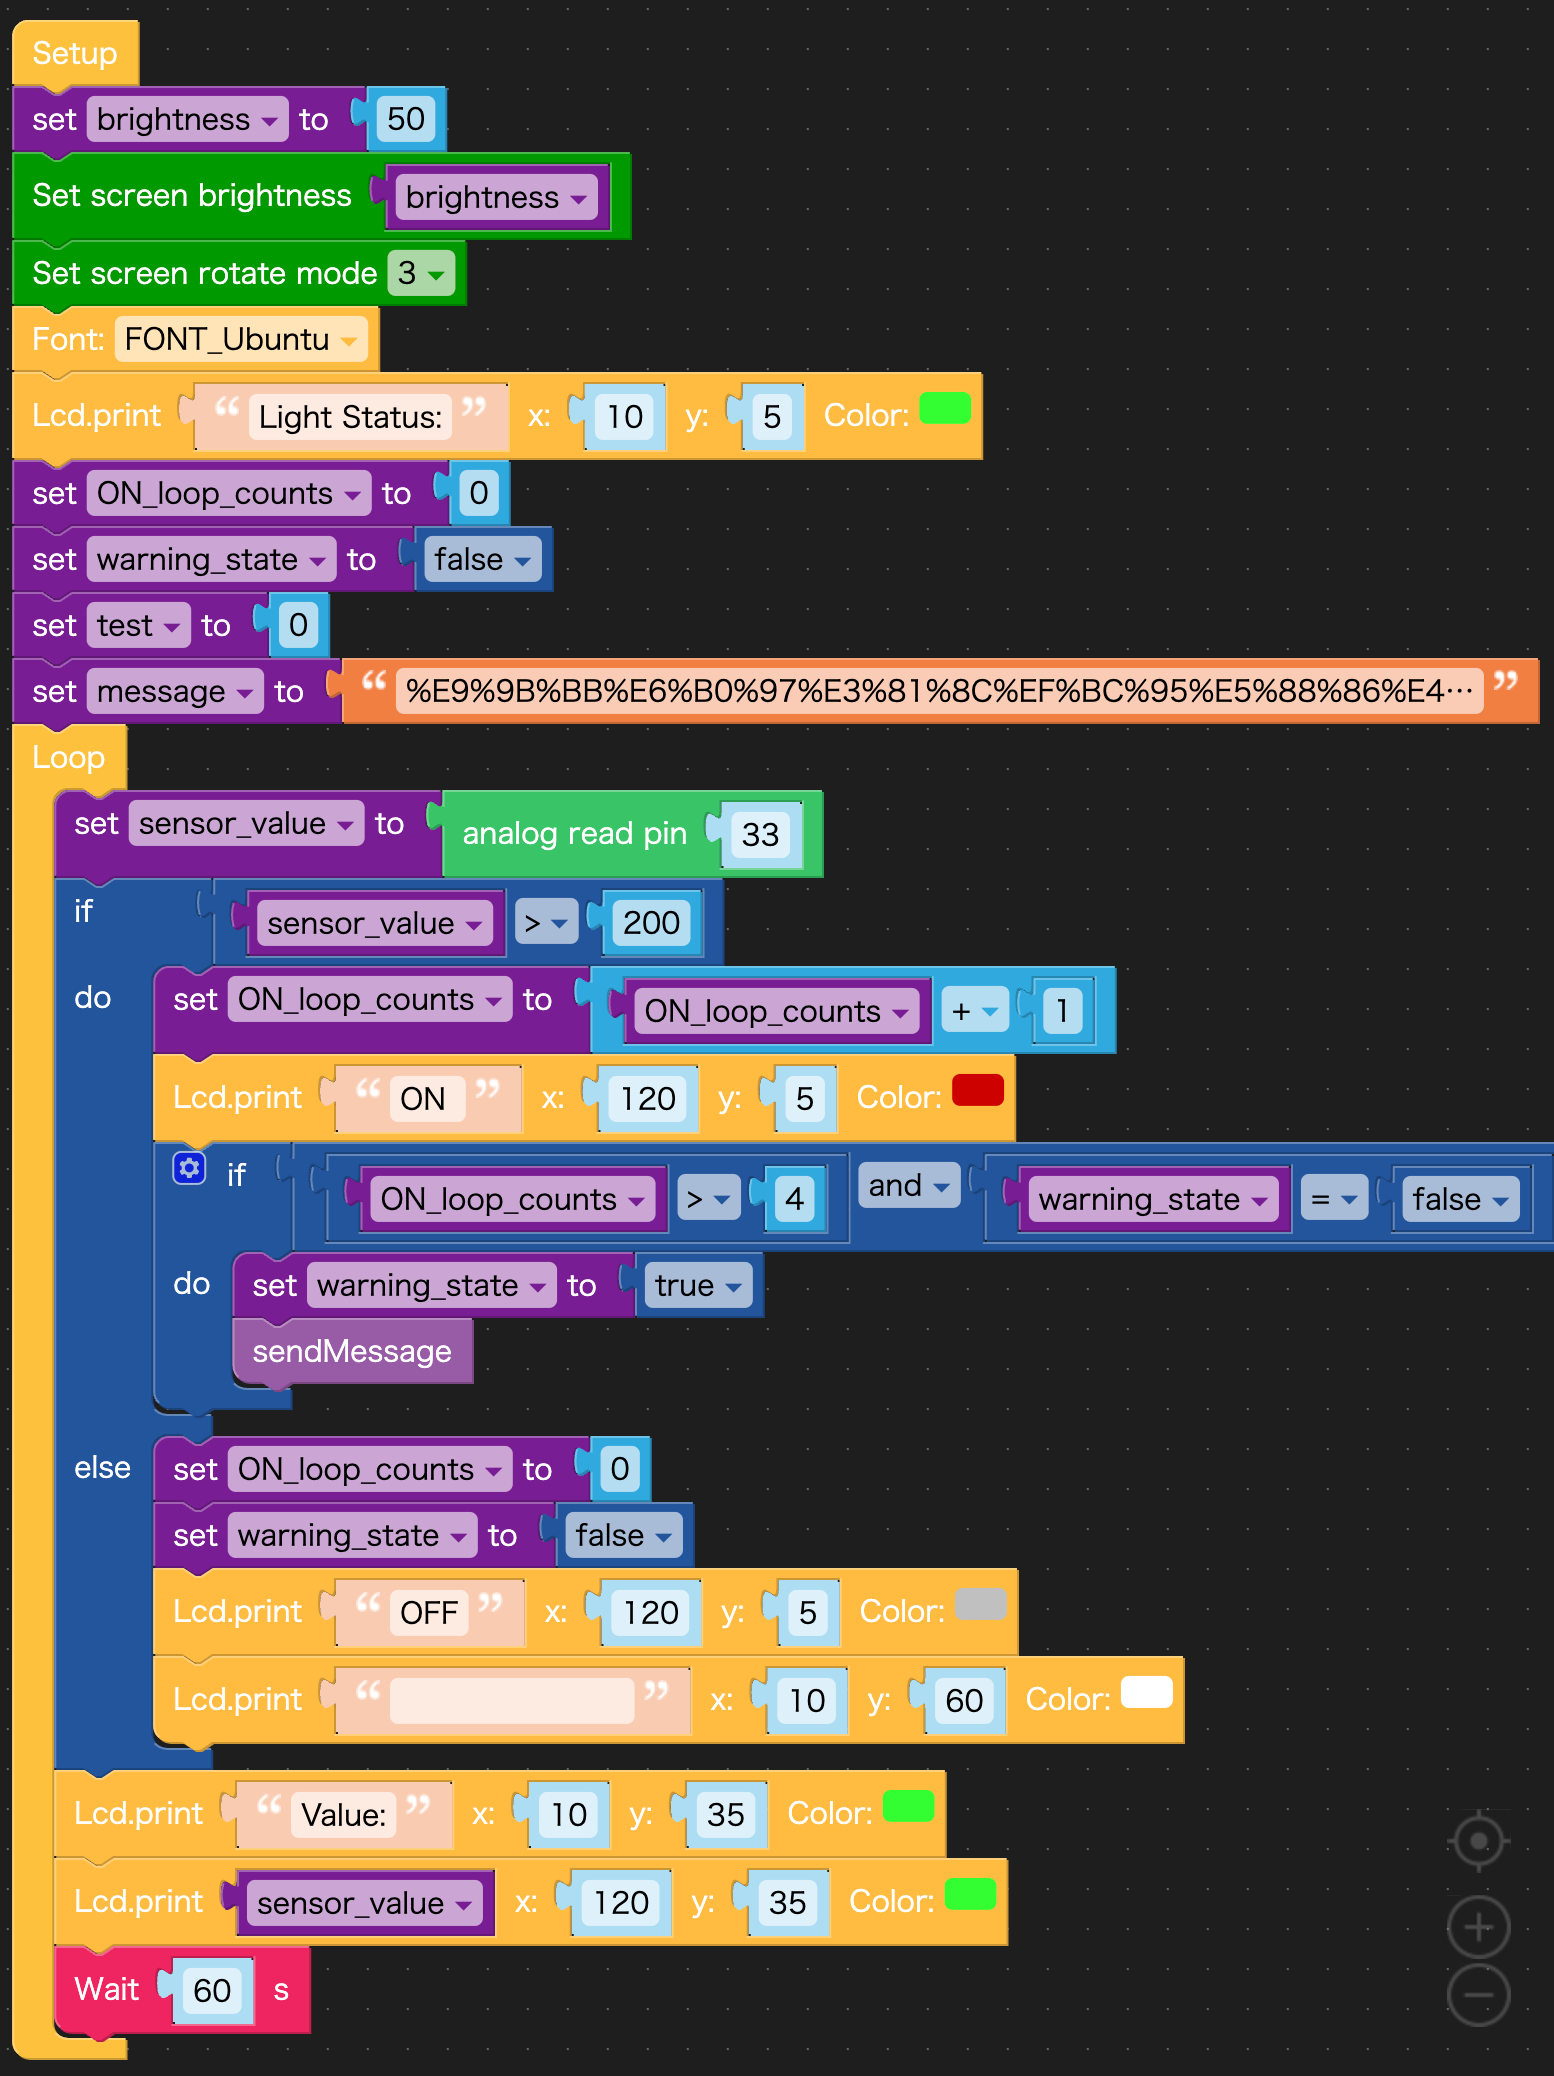 Setup
set brightness to 50
Set screen brightness brightness
Set screen rotate mode 3
Font: FONT_Ubuntu
Lcd.print “ Light Status: ” x: 10 y: 5 Color:
set ON_loop_counts to 0
set warning_state to false
set test to 0
set message to “ %E9%9B%BB%E6%B0%97%E3%81%8C%EF%BC%95%E5%88%86%E4… ”
Loop
set sensor_value to analog read pin 33
if sensor_value > 200
do set ON_loop_counts to ON_loop_counts + 1
Lcd.print “ ON ” x: 120 y: 5 Color:
if ON_loop_counts > 4 and warning_state = false
do set warning_state to true
sendMessage
else set ON_loop_counts to 0
set warning_state to false
Lcd.print “ OFF ” x: 120 y: 5 Color:
Lcd.print “ ” x: 10 y: 60 Color:
Lcd.print “ Value: ” x: 10 y: 35 Color:
Lcd.print sensor_value x: 120 y: 35 Color:
Wait 60 s